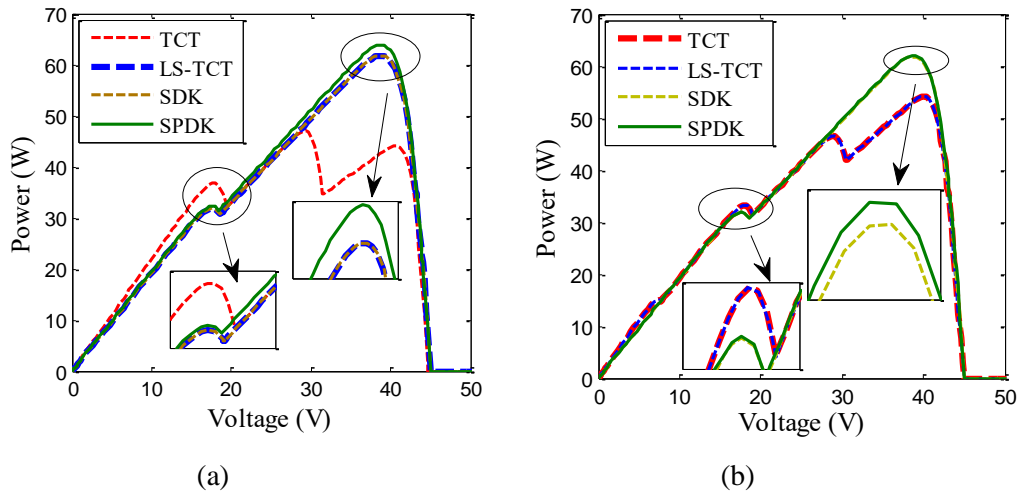 70
60
50
40
30
20
10
0
Power (W)
TCT
LS-TCT
SDK
SPDK
0 10 20 30 40 50
Voltage (V)
(a)
70
60
50
40
30
20
10
0
Power (W)
TCT
LS-TCT
SDK
SPDK
0 10 20 30 40 50
Voltage (V)
(b)